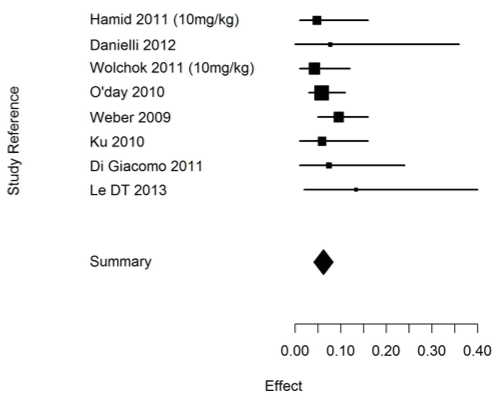 Hamid 2011 (10mg/kg)
Danielli 2012
Wolchok 2011 (10mg/kg)
O'day 2010
Weber 2009
Ku 2010
Di Giacomo 2011
Le DT 2013
Study Reference
Summary
0.00 0.10 0.20 0.30 0.40
Effect